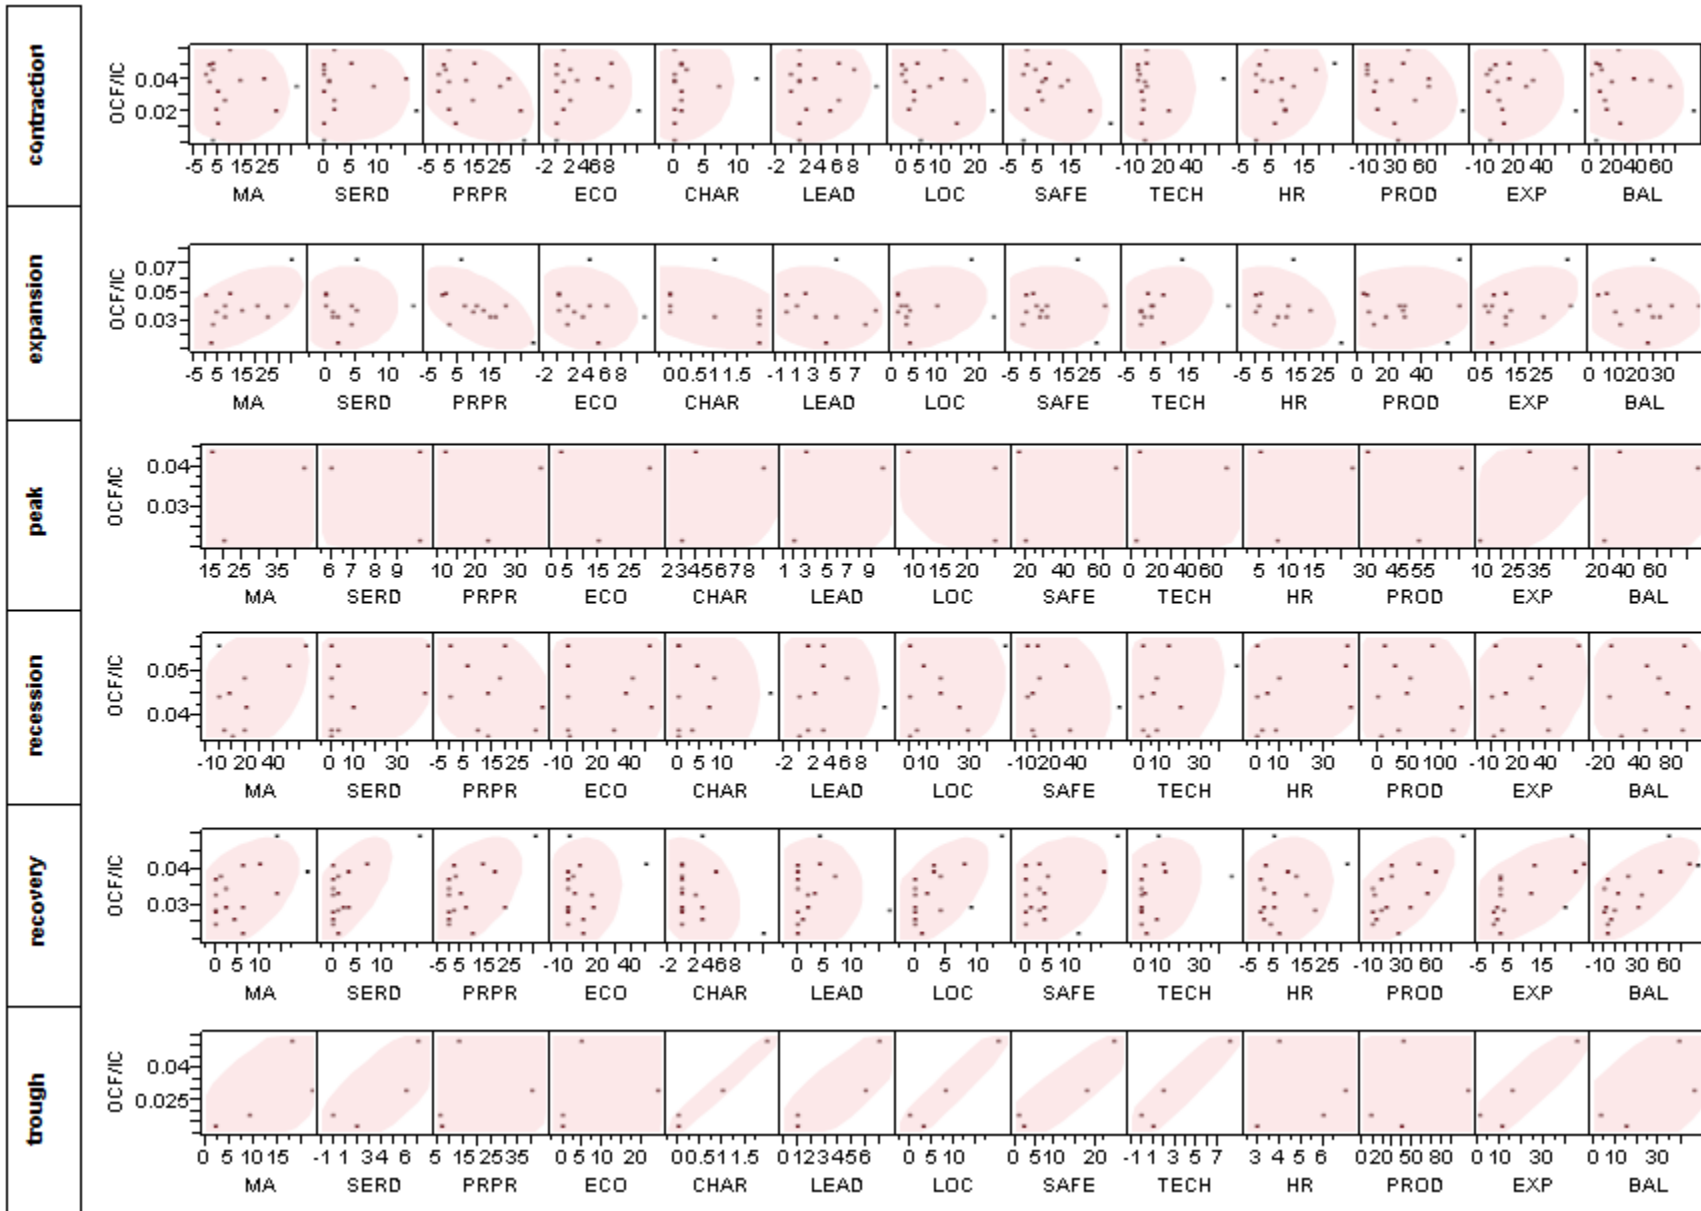 contraction
OCF/IC
0.04
0.02
-5 5 15 25
0 5 10
-5 5 15 25
-2 2 4 6 8
0 5 10
-2 2 4 6 8
0 5 10 20
-5 5 15
-10 20 40
-5 5 15
-10 30 60
-10 20 40
0 20 40 60
MA SERD PRPR ECO CHAR LEAD LOC SAFE TECH HR PROD EXP BAL
expansion
OCF/IC
0.07
0.05
0.03
-5 5 15 25
0 5 10
-5 5 15
-2 2 4 6 8
0 0.5 1 1.5
-1 1 3 5 7
0 5 10 20
-5 5 15 25
-5 5 15
-5 5 15 25
0 20 40
0 5 15 25
0 10 20 30
MA SERD PRPR ECO CHAR LEAD LOC SAFE TECH HR PROD EXP BAL
peak
OCF/IC
0.04
0.03
15 25 35
6 7 8 9
10 20 30
0 5 15 25
2 3 4 5 6 7 8
1 3 5 7 9
10 15 20
20 40 60
0 20 40 60
5 10 15
30 45 55
10 25 35
20 40 60
MA SERD PRPR ECO CHAR LEAD LOC SAFE TECH HR PROD EXP BAL
recession
OCF/IC
0.05
0.04
-10 20 40
0 10 30
-5 5 15 25
-10 20 40
0 5 10
-2 2 4 6 8
0 10 30
-10 20 40
0 10 30
0 10 30
0 50 100
-10 20 40
-20 40 80
MA SERD PRPR ECO CHAR LEAD LOC SAFE TECH HR PROD EXP BAL
recovery
OCF/IC
0.04
0.03
0 5 10
0 5 10
-5 5 15 25
-10 20 40
-2 2 4 6 8
0 5 10
0 5 10
0 5 10
0 10 30
-5 5 15 25
-10 30 60
-5 5 15
-10 30 60
MA SERD PRPR ECO CHAR LEAD LOC SAFE TECH HR PROD EXP BAL
trough
OCF/IC
0.04
0.025
0 5 10 15
-1 1 3 4 6
5 15 25 35
0 5 10 20
0 0.5 1 1.5
0 1 2 3 4 5 6
0 5 10
0 10 20
-1 1 3 5 7
3 4 5 6
0 20 50 80
0 10 30
0 10 30
MA SERD PRPR ECO CHAR LEAD LOC SAFE TECH HR PROD EXP BAL